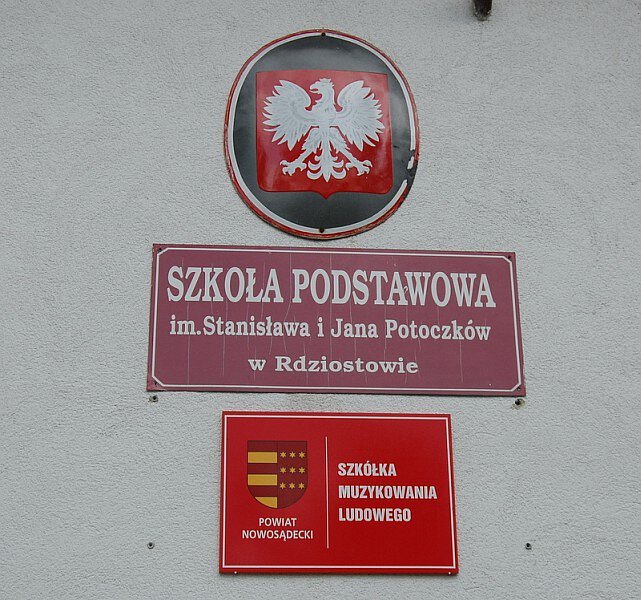 SZKOŁA PODSTAWOWA
im.Stanisława i Jana Potoczków
w Rdziostowie
POWIAT
NOWOSĄDECKI
SZKÓŁKA
MUZYKOWANIA
LUDOWEGO